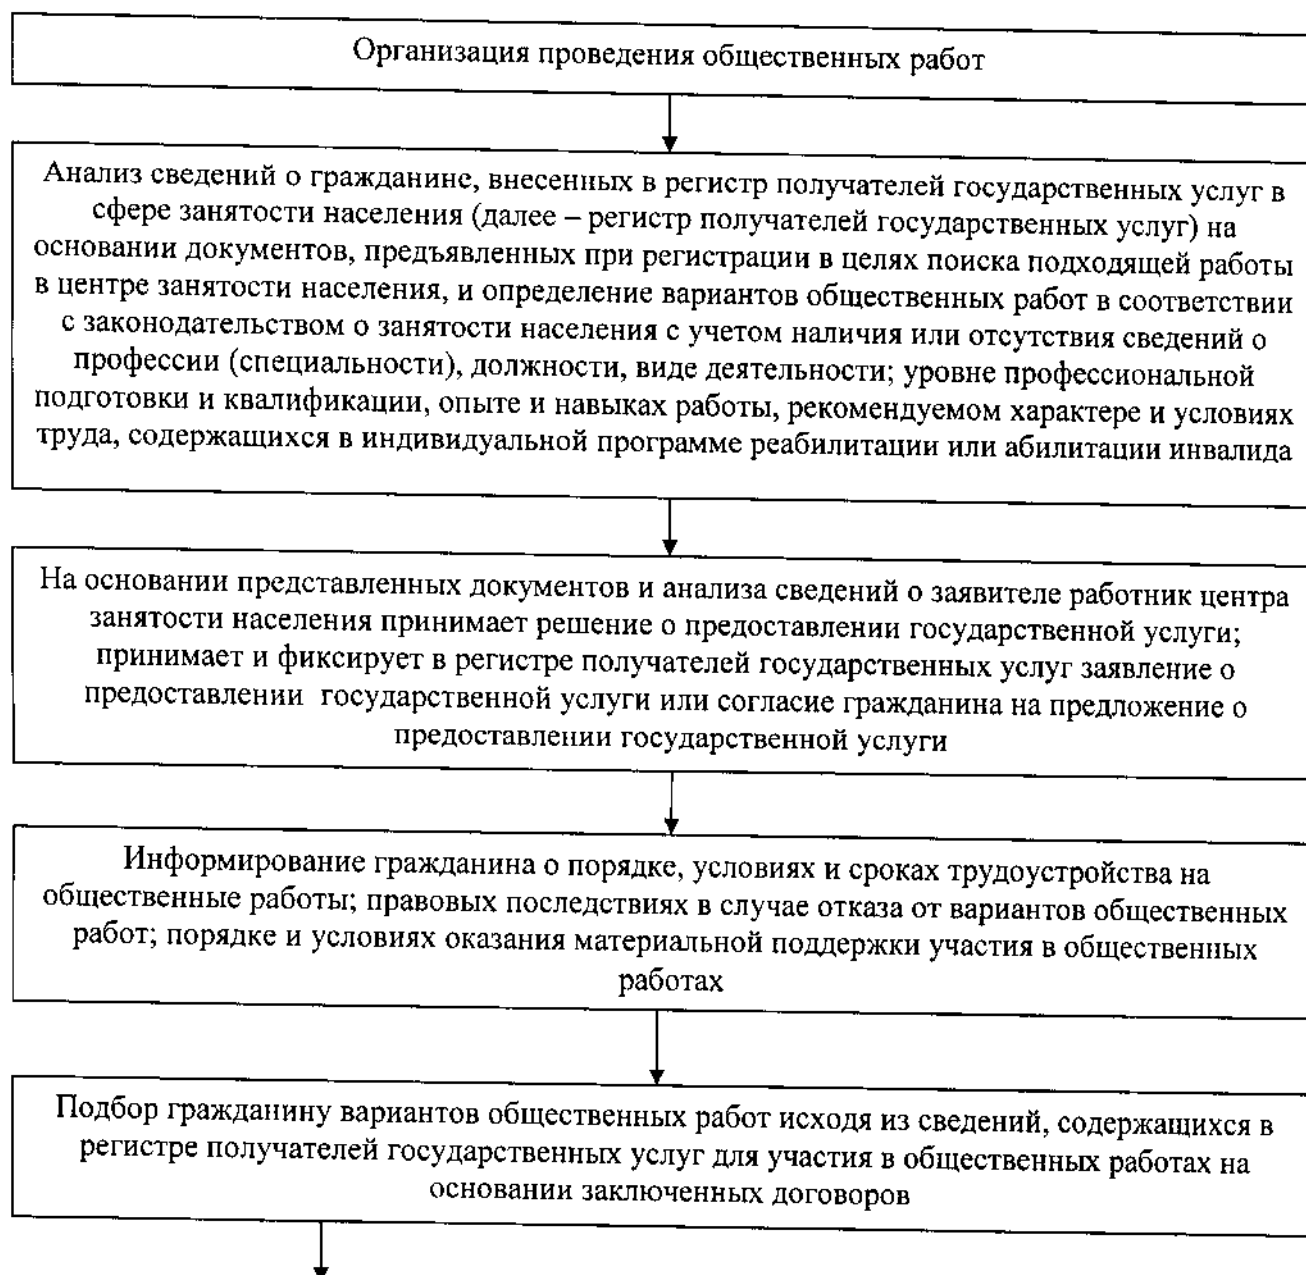 Организация проведения общественных работ
Анализ сведений о гражданине, внесенных в регистр получателей государственных услуг в
сфере занятости населения (далее – регистр получателей государственных услуг) на
основании документов, предъявленных при регистрации в целях поиска подходящей работы
в центре занятости населения, и определение вариантов общественных работ в соответствии
с законодательством о занятости населения с учетом наличия или отсутствия сведений о
профессии (специальности), должности, виде деятельности; уровне профессиональной
подготовки и квалификации, опыте и навыках работы, рекомендуемом характере и условиях
труда, содержащихся в индивидуальной программе реабилитации или абилитации инвалида
На основании представленных документов и анализа сведений о заявителе работник центра
занятости населения принимает решение о предоставлении государственной услуги;
принимает и фиксирует в регистре получателей государственных услуг заявление о
предоставлении государственной услуги или согласие гражданина на предложение о
предоставлении государственной услуги
Информирование гражданина о порядке, условиях и сроках трудоустройства на
общественные работы; правовых последствиях в случае отказа от вариантов общественных
работ; порядке и условиях оказания материальной поддержки участия в общественных
работах
Подбор гражданину вариантов общественных работ исходя из сведений, содержащихся в
регистре получателей государственных услуг для участия в общественных работах на
основании заключенных договоров